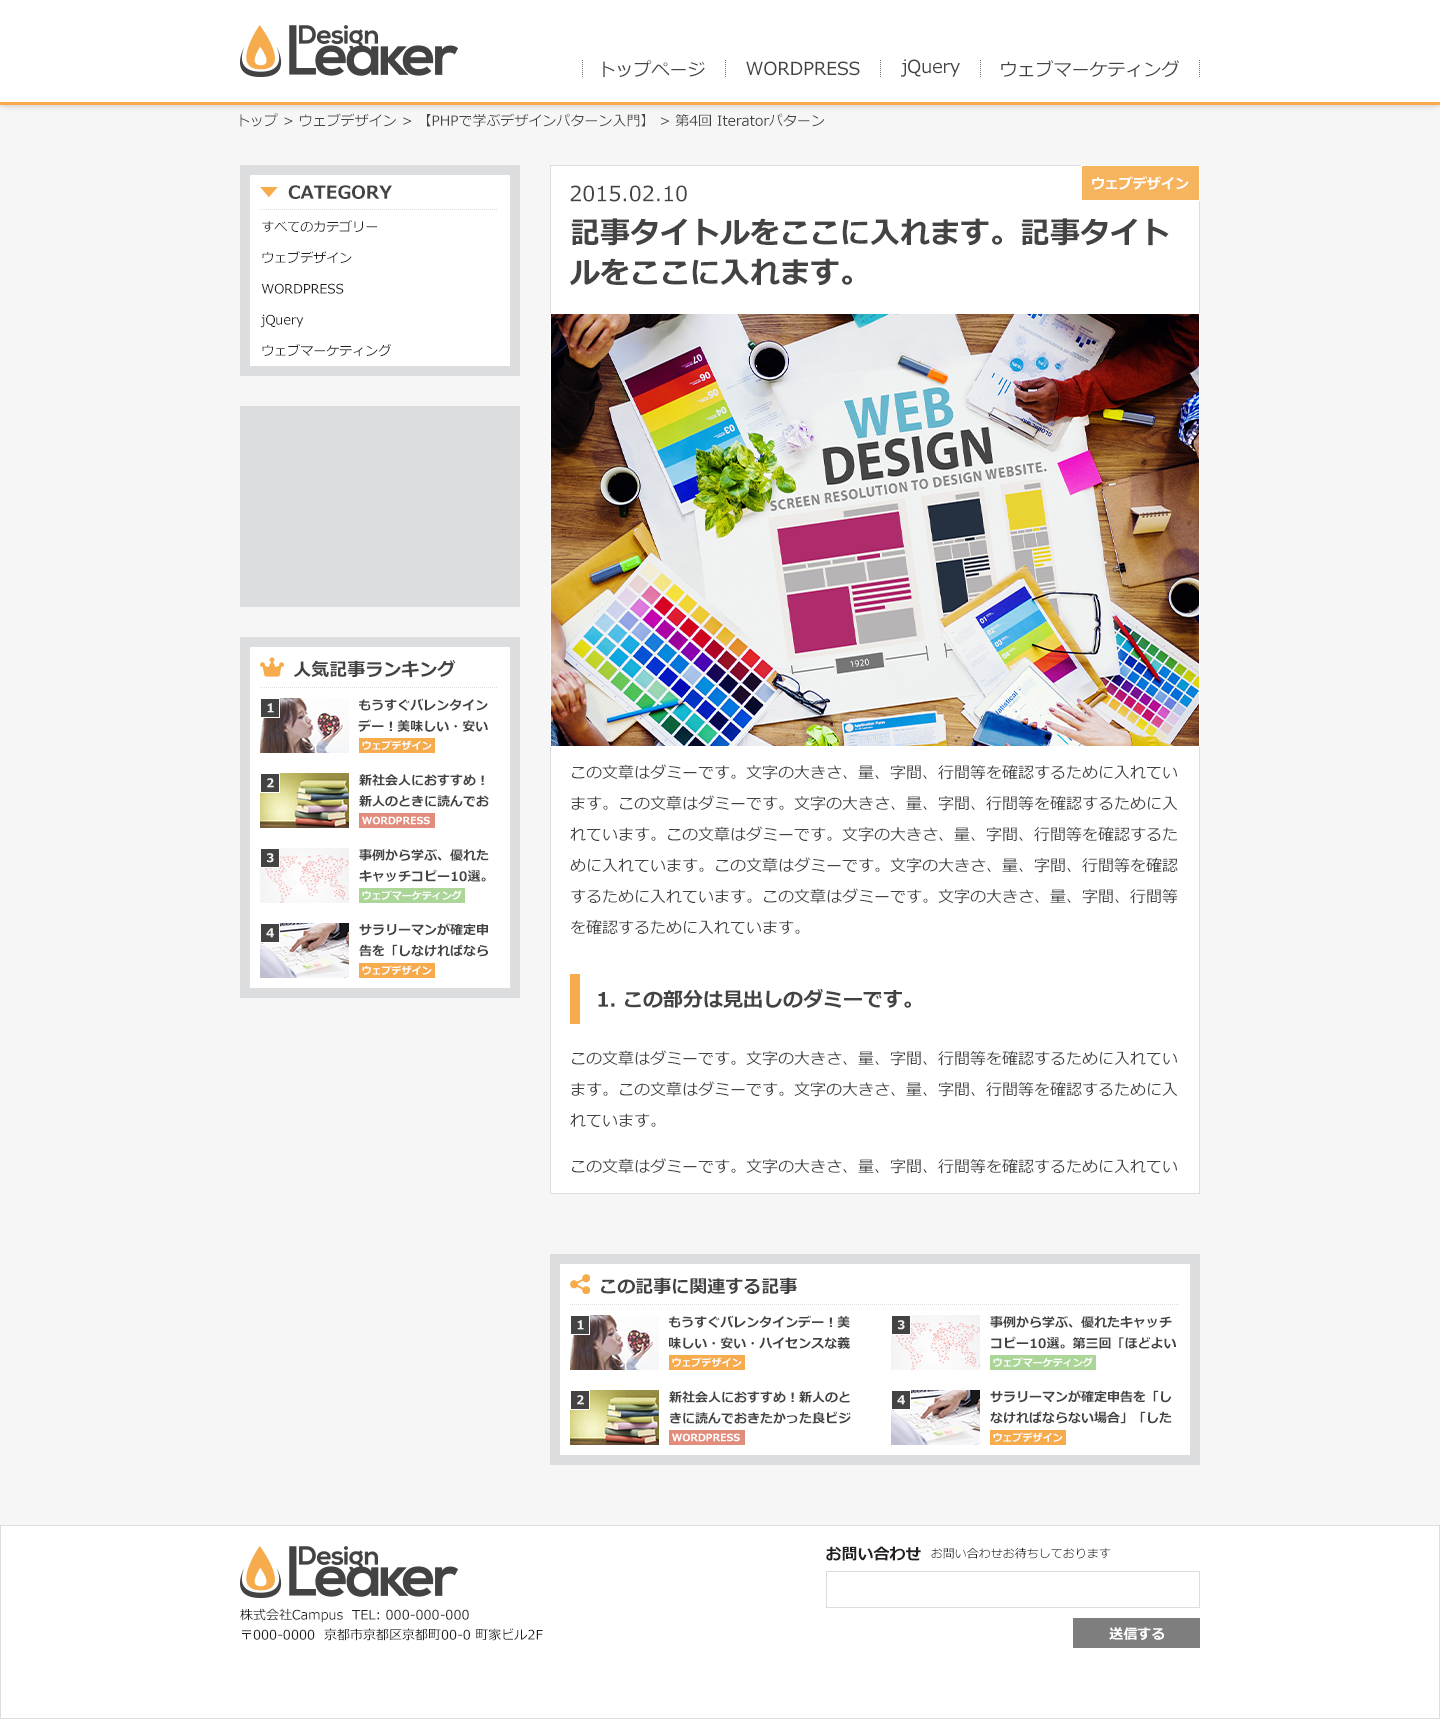 Design
Leaker
トップページ
WORDPRESS
jQuery
ウェブマーケティング
トップ > ウェブデザイン > 【PHPで学ぶデザインパターン入門】 > 第4回 Iteratorパターン
CATEGORY
すべてのカテゴリー
ウェブデザイン
WORDPRESS
jQuery
ウェブマーケティング
人気記事ランキング
1
もうすぐバレンタイン
デー！美味しい・安い
ウェブデザイン
2
新社会人におすすめ！
新人のときに読んでお
WORDPRESS
3
事例から学ぶ、優れた
キャッチコピー10選。
ウェブマーケティング
4
サラリーマンが確定申
告を「しなければなら
ウェブデザイン
2015.02.10
ウェブデザイン
記事タイトルをここに入れます。記事タイト
ルをここに入れます。
07
06
05
04
03
WEB
DESIGN
SCREEN RESOLUTION TO DESIGN WEBSITE.
1920
この文章はダミーです。文字の大きさ、量、字間、行間等を確認するために入れてい
ます。この文章はダミーです。文字の大きさ、量、字間、行間等を確認するために入
れています。この文章はダミーです。文字の大きさ、量、字間、行間等を確認するた
めに入れています。この文章はダミーです。文字の大きさ、量、字間、行間等を確認
するために入れています。この文章はダミーです。文字の大きさ、量、字間、行間等
を確認するために入れています。
1. この部分は見出しのダミーです。
この文章はダミーです。文字の大きさ、量、字間、行間等を確認するために入れてい
ます。この文章はダミーです。文字の大きさ、量、字間、行間等を確認するために入
れています。
この文章はダミーです。文字の大きさ、量、字間、行間等を確認するために入れてい
この記事に関連する記事
1
もうすぐバレンタインデー！美
味しい・安い・ハイセンスな義
ウェブデザイン
2
新社会人におすすめ！新人のと
きに読んでおきたかった良ビジ
WORDPRESS
3
事例から学ぶ、優れたキャッチ
コピー10選。第三回「ほどよい
ウェブマーケティング
4
サラリーマンが確定申告を「し
なければならない場合」「した
ウェブデザイン
Design
Leaker
株式会社Campus TEL: 000-000-000
〒000-0000 京都市京都区京都町00-0 町家ビル2F
お問い合わせ お問い合わせお待ちしております
送信する